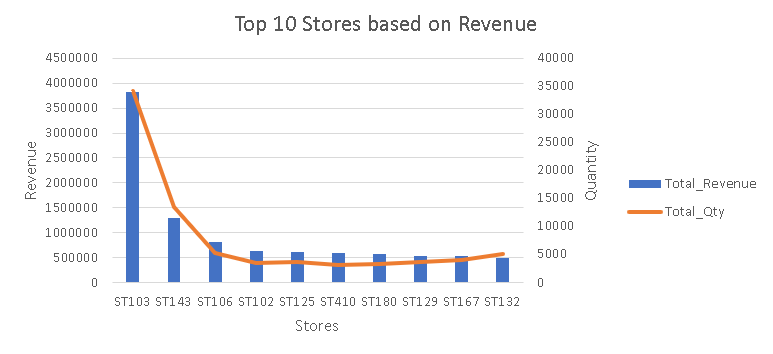 Top 10 Stores based on Revenue
4500000
4000000
3500000
3000000
2500000
2000000
1500000
1000000
500000
0
Revenue
40000
35000
30000
25000
20000
15000
10000
5000
0
Quantity
ST103 ST143 ST106 ST102 ST125 ST410 ST180 ST129 ST167 ST132
Stores
Total_Revenue
Total_Qty